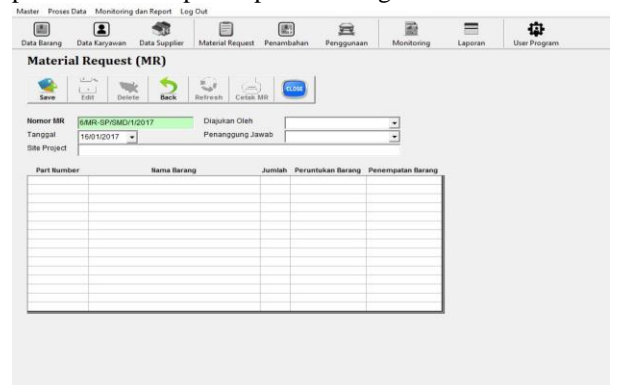 Master Proses Data Monitoring dan Raport Log Out
Data Barang Data Karyawan Data Supplier Material Request Penambahan Penggunaan Monitoring Laporan User Program
Material Request (MR)
Save Edit Delete Back Refresh Cetak MR CLOSE
Nomor MR 6/MR-SP/SMD/1/2017 Diajukan Oleh
Tanggal 16/01/2017 Penanggung Jawab
Site Project
Part Number Nama Barang Jumlah Peruntukan Barang Penempatan Barang